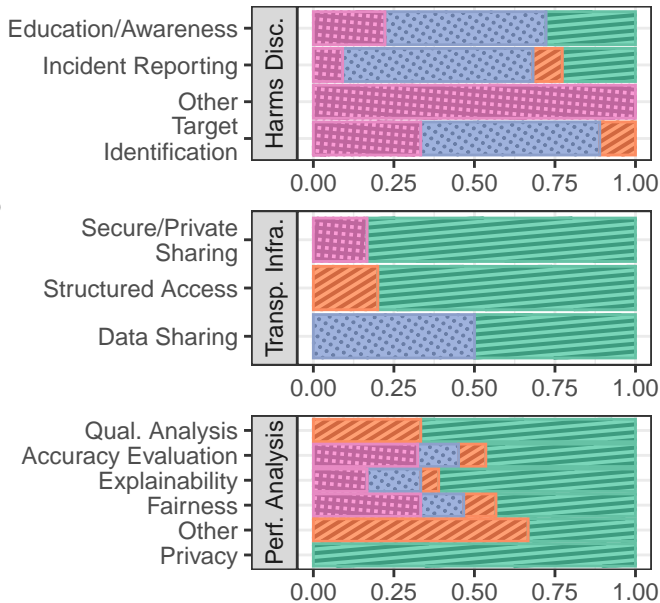 Harms Disc.
Education/Awareness
Incident Reporting
Other
Target
Identification
0.00 0.25 0.50 0.75 1.00
Transp. Infra.
Secure/Private
Sharing
Structured Access
Data Sharing
0.00 0.25 0.50 0.75 1.00
Perf. Analysis
Qual. Analysis
Accuracy Evaluation
Explainability
Fairness
Other
Privacy
0.00 0.25 0.50 0.75 1.00